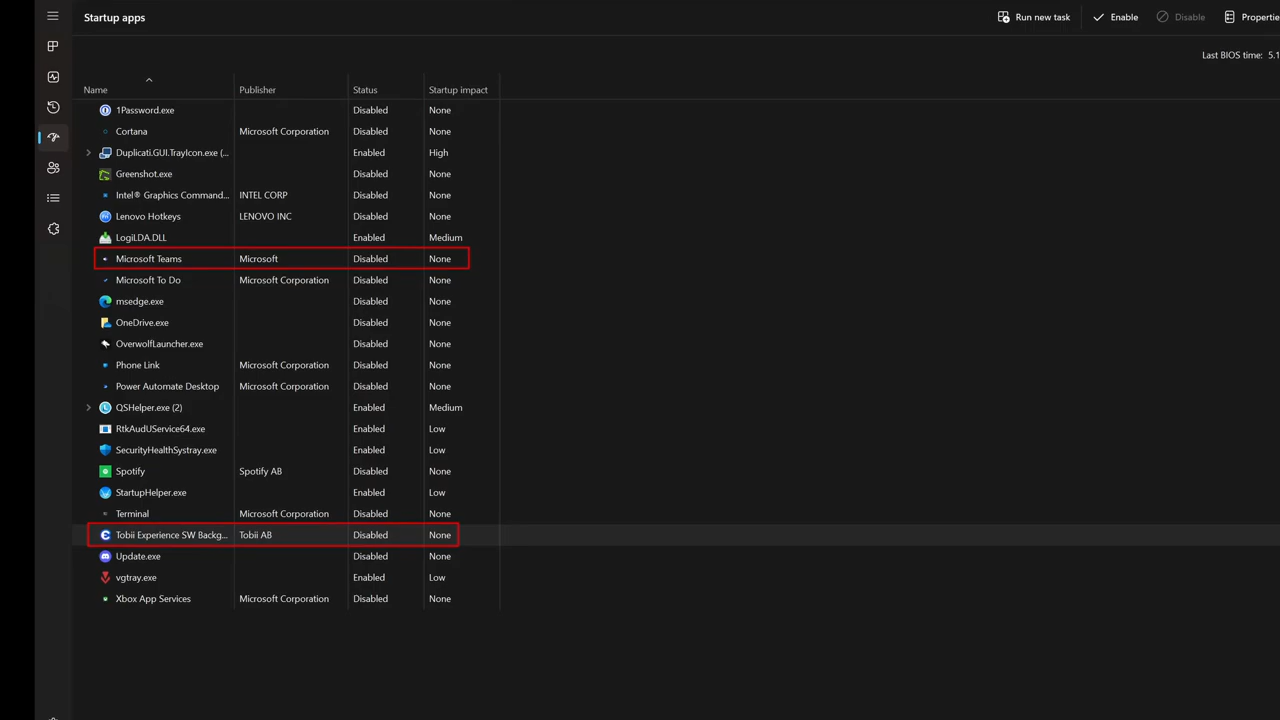 Startup apps
Run new task Enable Disable Propertie
Last BIOS time: 5.1
Name Publisher Status Startup impact
1Password.exe Disabled None
Cortana Microsoft Corporation Disabled None
Duplicati.GUI.TrayIcon.exe (... Enabled High
Greenshot.exe Disabled None
Intel® Graphics Command... INTEL CORP Disabled None
Lenovo Hotkeys LENOVO INC Disabled None
LogiLDA.DLL Enabled Medium
Microsoft Teams Microsoft Disabled None
Microsoft To Do Microsoft Corporation Disabled None
msedge.exe Disabled None
OneDrive.exe Disabled None
OverwolfLauncher.exe Disabled None
Phone Link Microsoft Corporation Disabled None
Power Automate Desktop Microsoft Corporation Disabled None
QSHelper.exe (2) Enabled Medium
RtkAudUService64.exe Enabled Low
SecurityHealthSystray.exe Enabled Low
Spotify Spotify AB Disabled None
StartupHelper.exe Enabled Low
Terminal Microsoft Corporation Disabled None
Tobii Experience SW Backg... Tobii AB Disabled None
Update.exe Disabled None
vgtray.exe Enabled Low
Xbox App Services Microsoft Corporation Disabled None